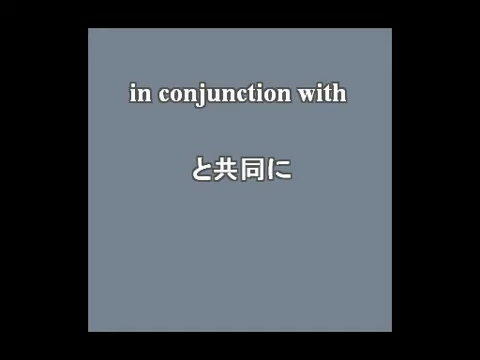 in conjunction with
と共同に